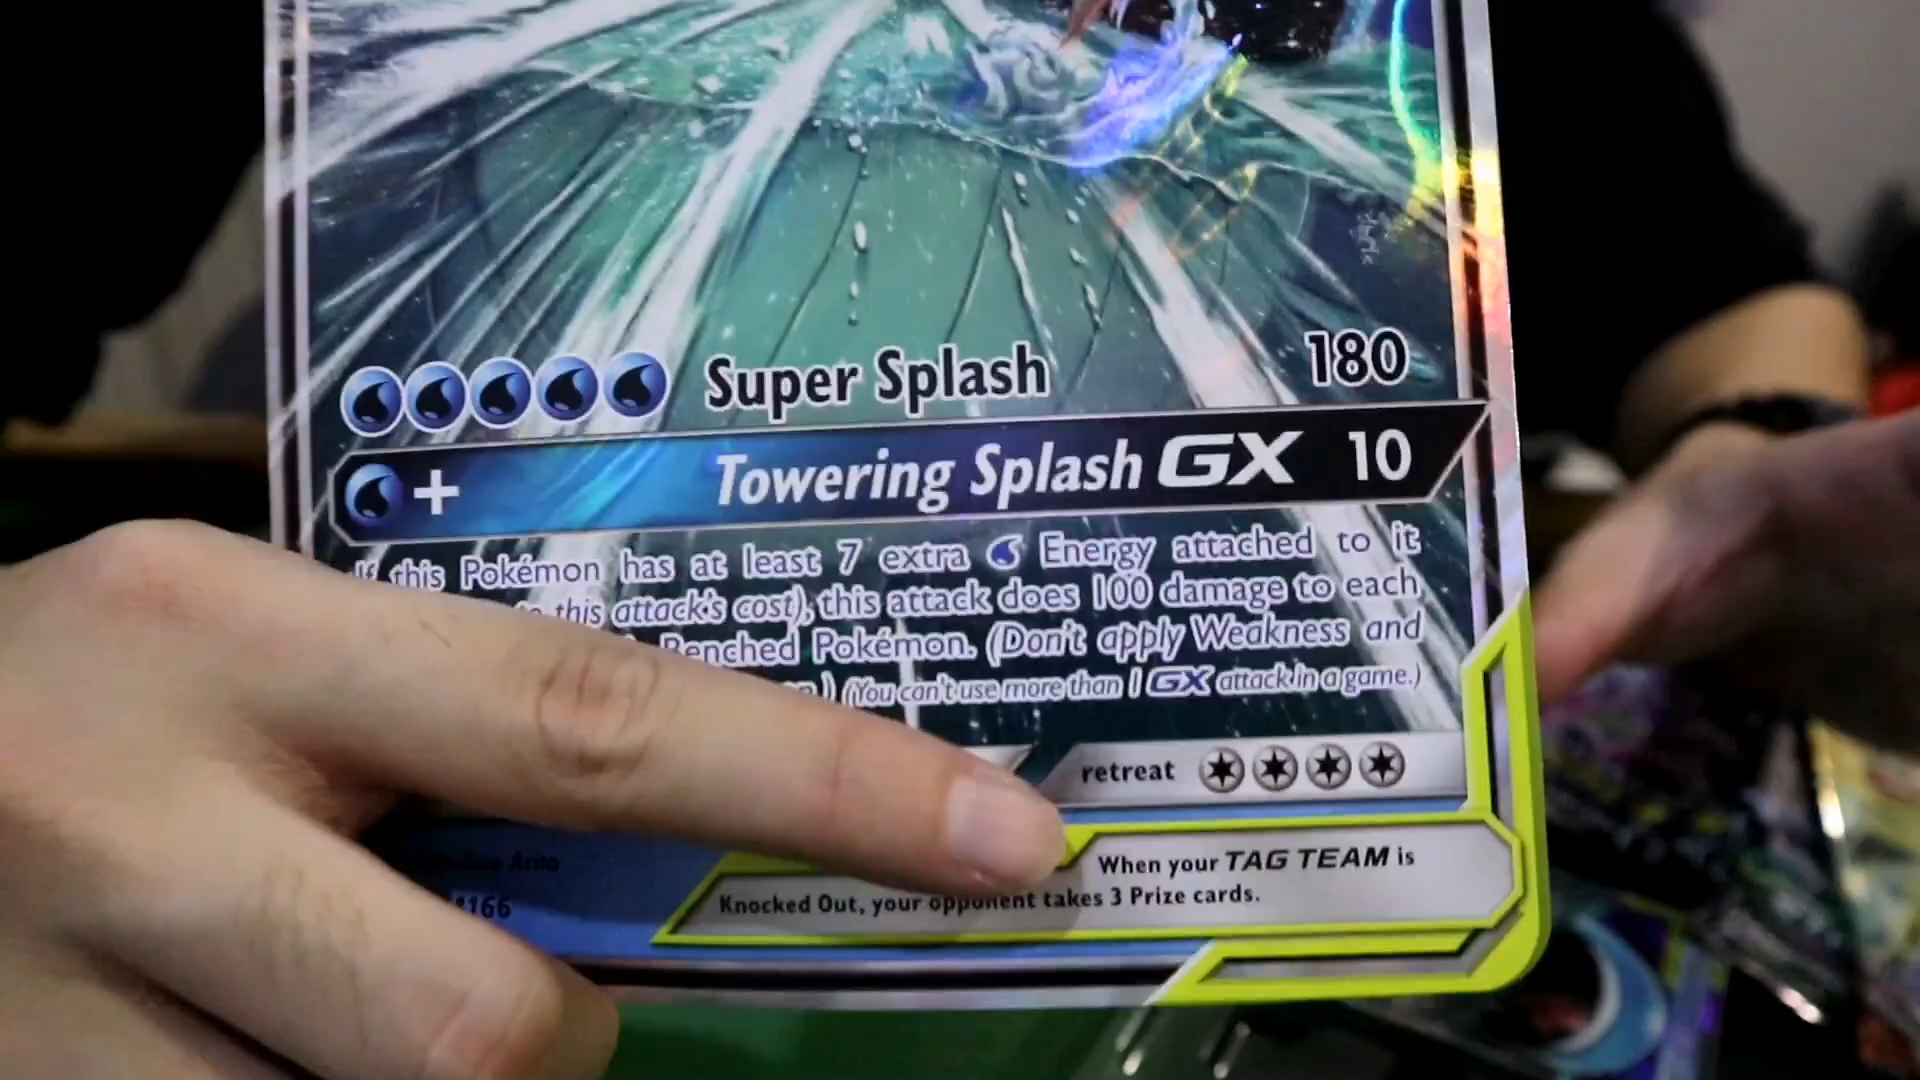 Super Splash 180
+ Towering Splash GX 10
If this Pokémon has at least 7 extra Energy attached to it
this attack's cost), this attack does 100 damage to each
Benched Pokémon. (Don't apply Weakness and
) (You can't use more than 1 GX attack in a game.)
retreat
When your TAG TEAM is
Knocked Out, your opponent takes 3 Prize cards.
Arita
166